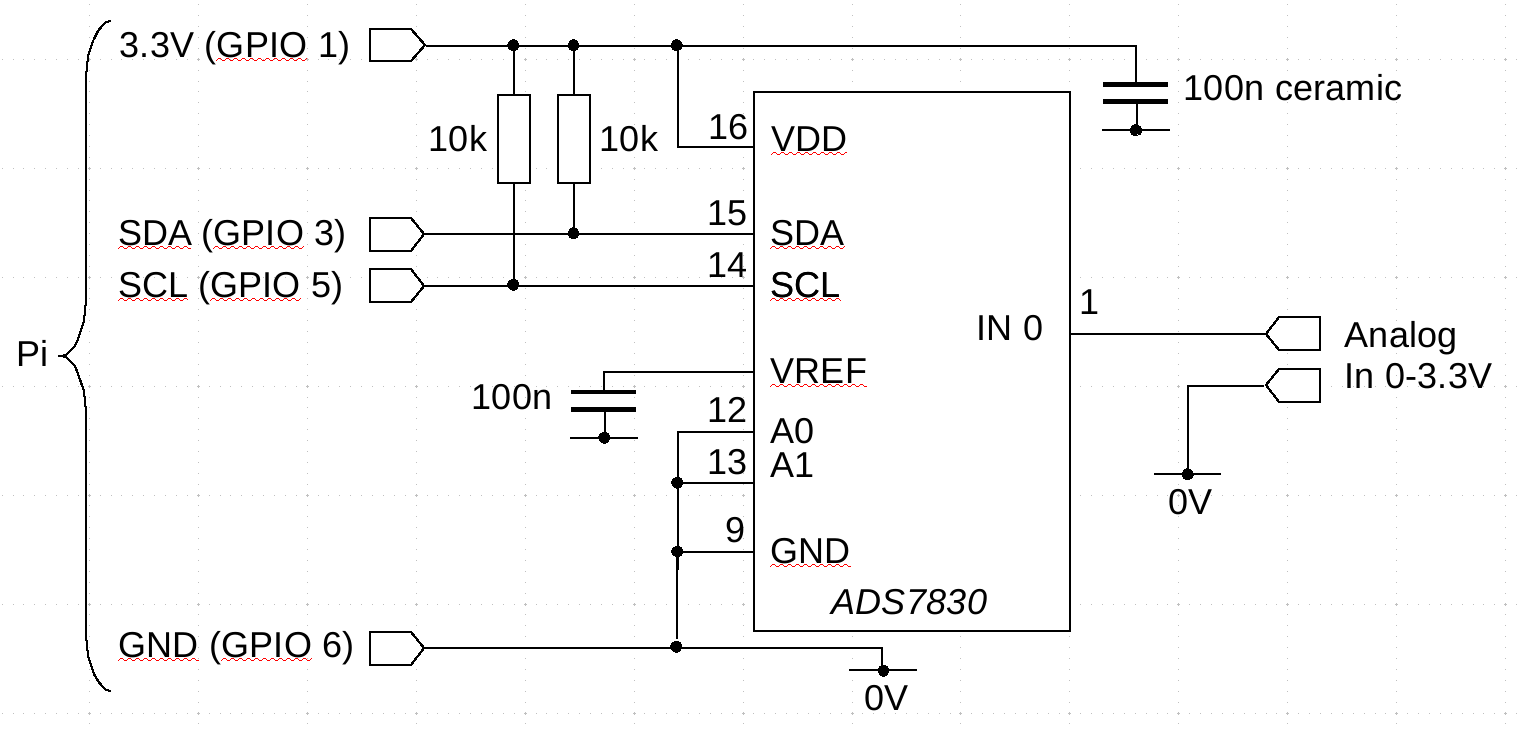 3.3V (GPIO 1)
100n ceramic
10k
10k
16
VDD
SDA (GPIO 3)
15
SDA
SCL (GPIO 5)
14
SCL
IN 0
1
Analog
In 0-3.3V
Pi
VREF
100n
12
A0
13
A1
0V
9
GND
ADS7830
GND (GPIO 6)
0V